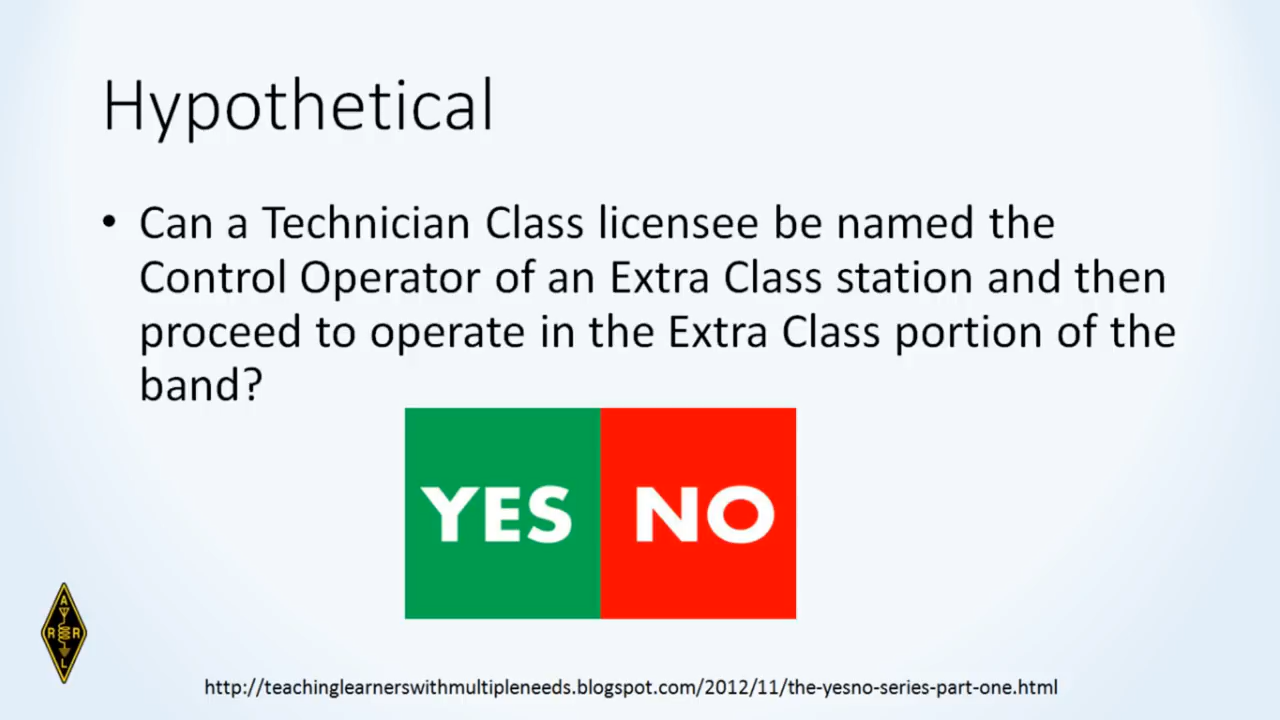 Hypothetical
• Can a Technician Class licensee be named the
Control Operator of an Extra Class station and then
proceed to operate in the Extra Class portion of the
band?
YES NO
A
R R
L
http://teachinglearnerswithmultipleneeds.blogspot.com/2012/11/the-yesno-series-part-one.html